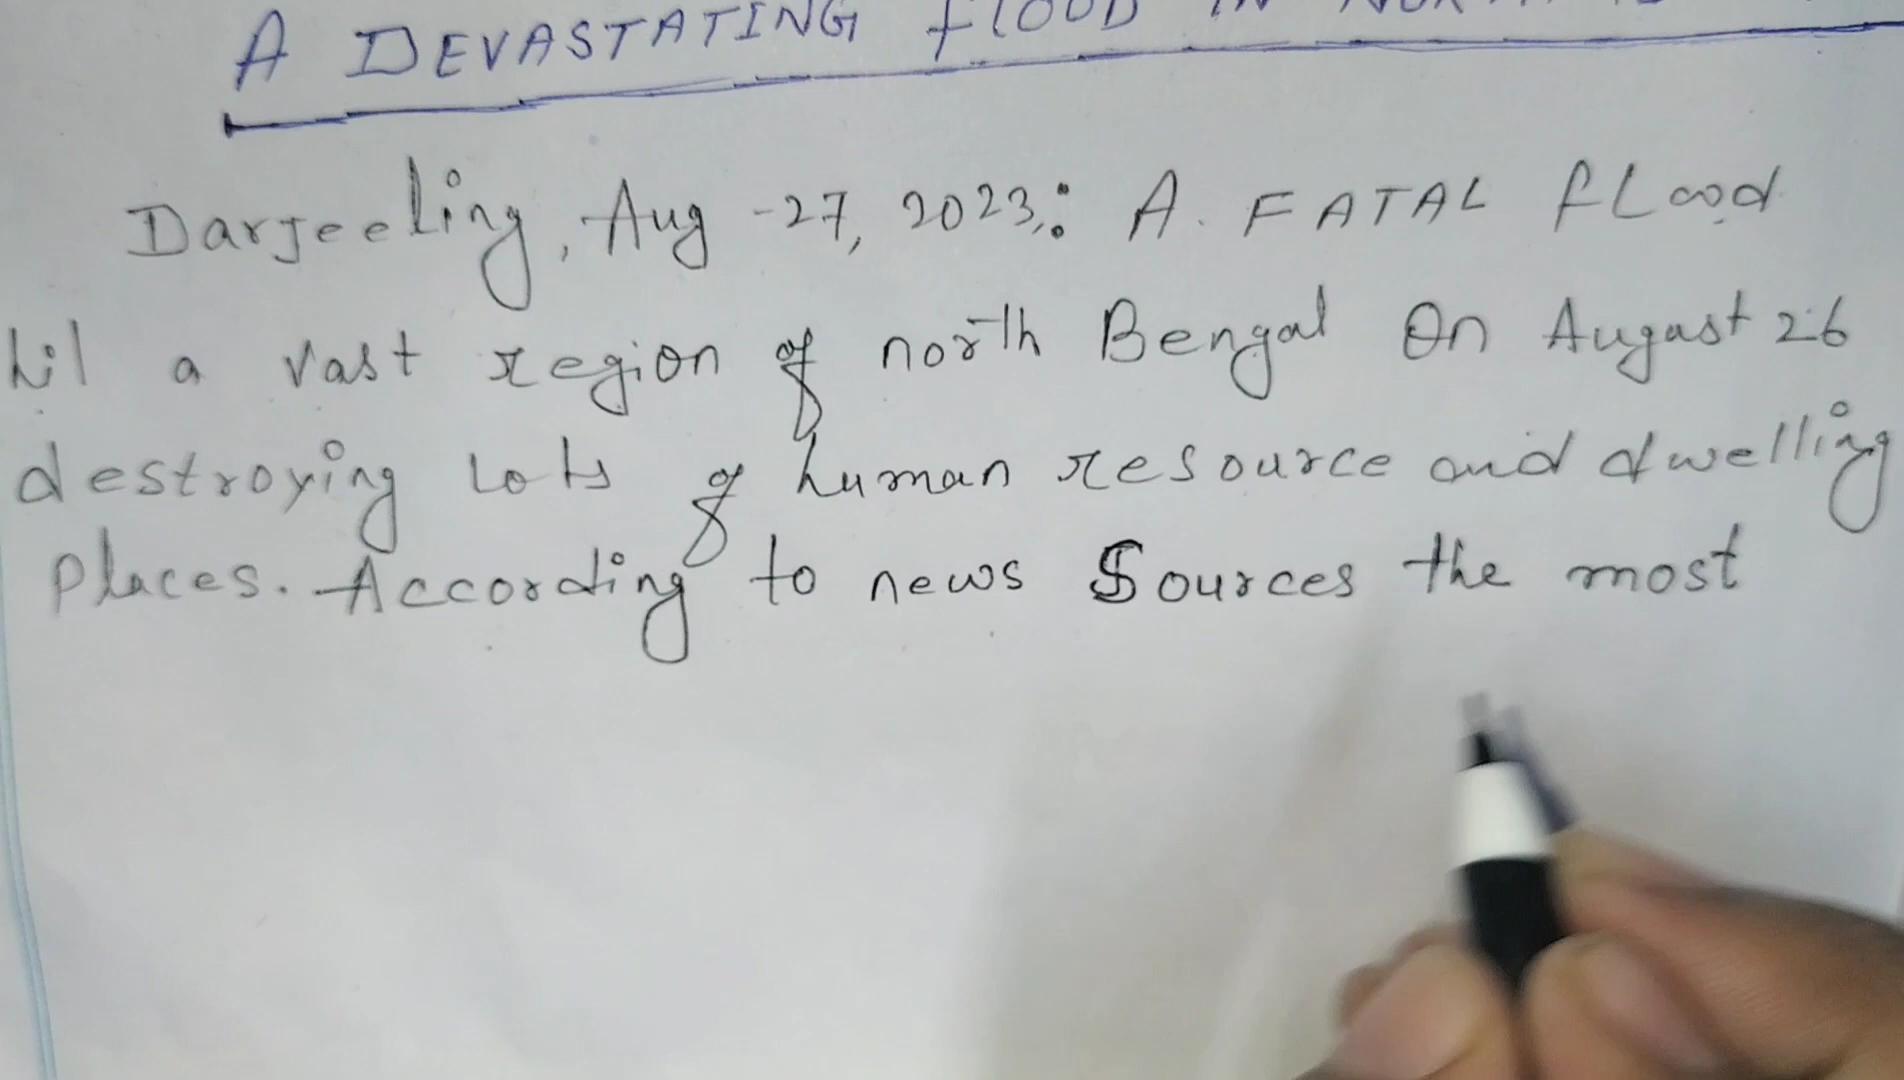 A DEVASTATING fLOOD IN
Darjeeling, Aug -27, 2023,: A. FATAL fLood
hit a vast region of north Bengal On August 26
destroying Lots of human resource and dwelling
Places. According to news Sources the most